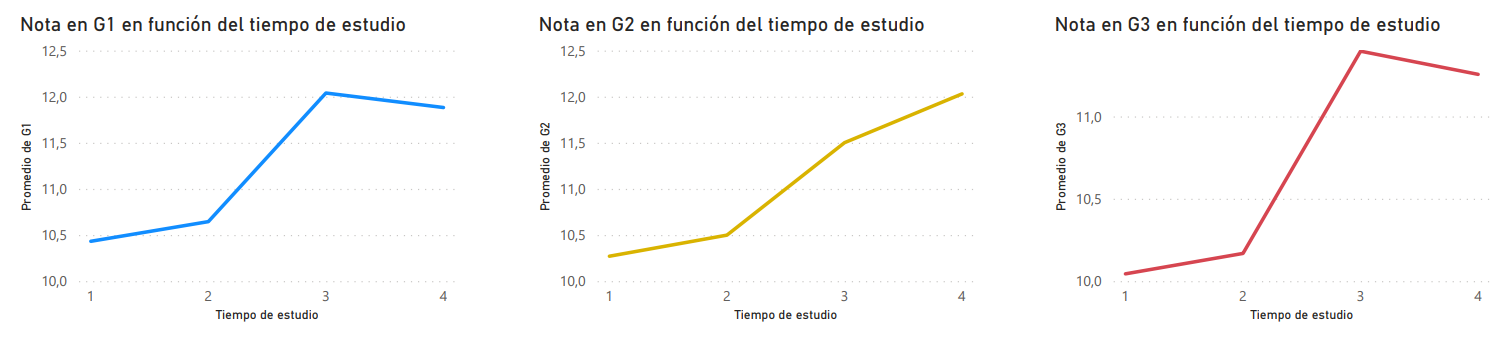 Nota en G1 en función del tiempo de estudio
12,5
12,0
11,5
11,0
10,5
10,0
Promedio de G1
1 2 3 4
Tiempo de estudio
Nota en G2 en función del tiempo de estudio
12,5
12,0
11,5
11,0
10,5
10,0
Promedio de G2
1 2 3 4
Tiempo de estudio
Nota en G3 en función del tiempo de estudio
11,0
10,5
10,0
Promedio de G3
1 2 3 4
Tiempo de estudio